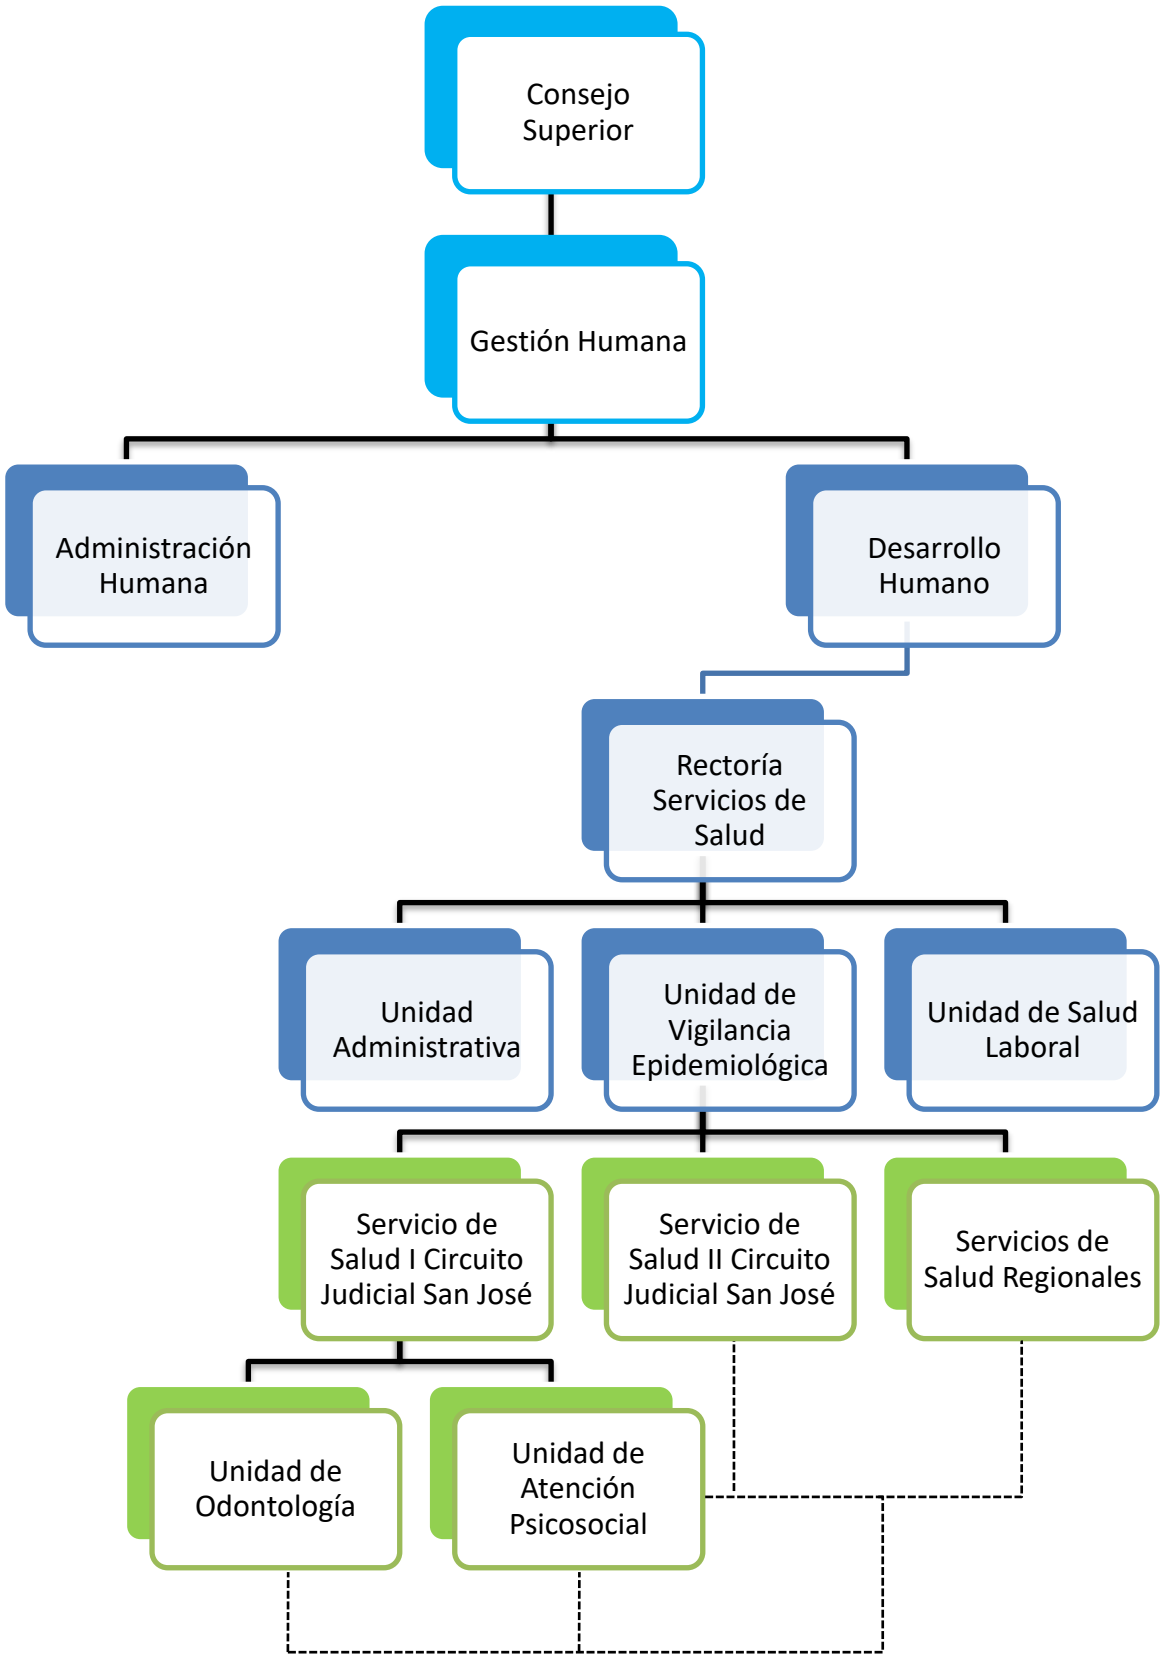 Consejo
Superior
Gestión Humana
Administración
Humana
Desarrollo
Humano
Rectoría
Servicios de
Salud
Unidad
Administrativa
Unidad de
Vigilancia
Epidemiológica
Unidad de Salud
Laboral
Servicio de
Salud I Circuito
Judicial San José
Servicio de
Salud II Circuito
Judicial San José
Servicios de
Salud Regionales
Unidad de
Odontología
Unidad de
Atención
Psicosocial